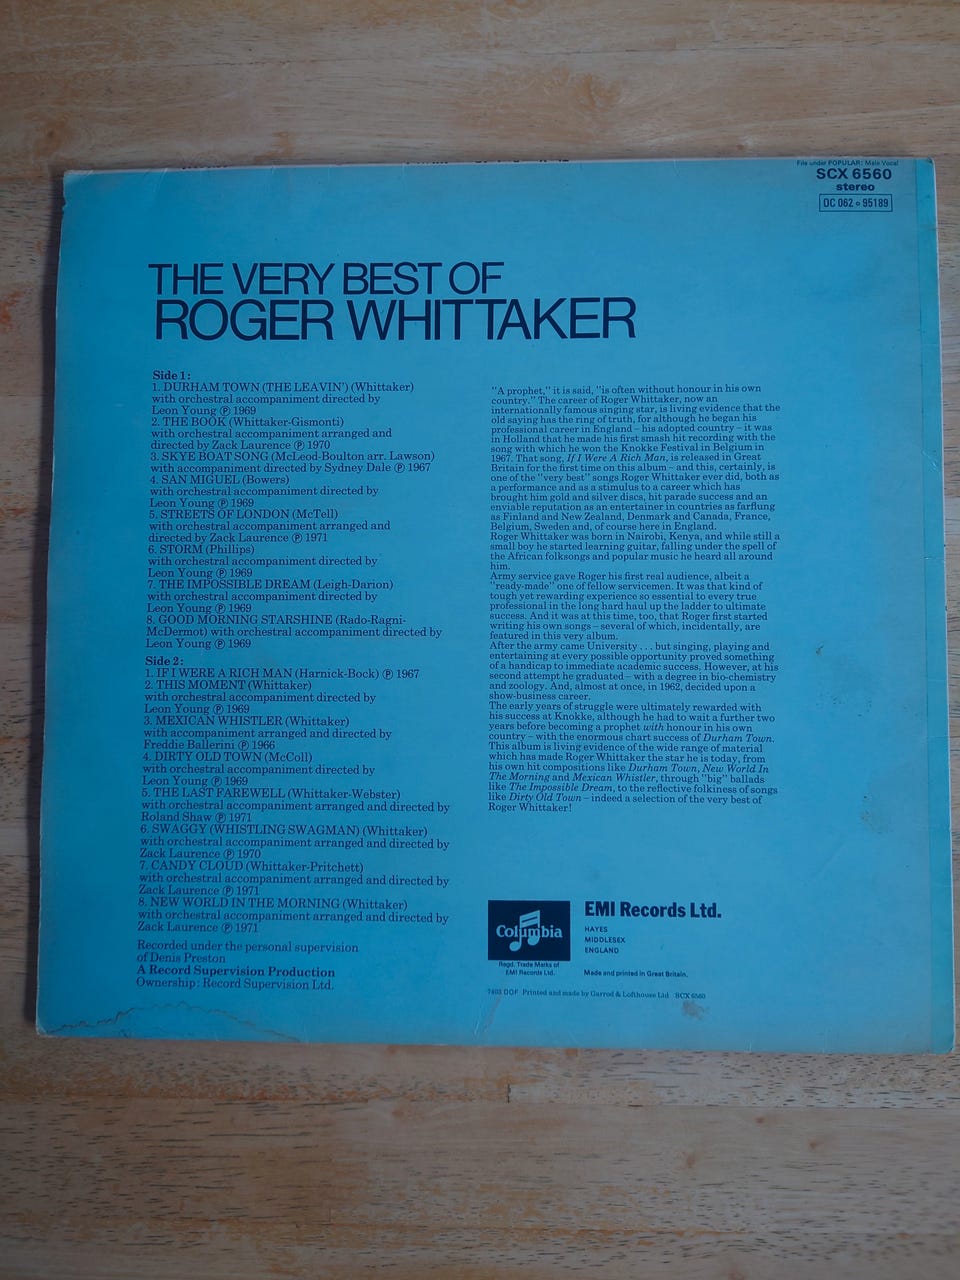 File under POPULAR: Male Vocal
SCX 6560
stereo
OC 062 o 95189
THE VERY BEST OF
ROGER WHITTAKER
Side 1:
1. DURHAM TOWN (THE LEAVIN') (Whittaker)
with orchestral accompaniment directed by
Leon Young Ⓟ 1969
2. THE BOOK (Whittaker-Gismonti)
with orchestral accompaniment arranged and
directed by Zack Laurence Ⓟ 1970
3. SKYE BOAT SONG (McLeod-Boulton arr. Lawson)
with accompaniment directed by Sydney Dale Ⓟ 1967
4. SAN MIGUEL (Bowers)
with orchestral accompaniment directed by
Leon Young Ⓟ 1969
5. STREETS OF LONDON (McTell)
with orchestral accompaniment arranged and
directed by Zack Laurence Ⓟ 1971
6. STORM (Phillips)
with orchestral accompaniment directed by
Leon Young Ⓟ 1969
7. THE IMPOSSIBLE DREAM (Leigh-Darion)
with orchestral accompaniment directed by
Leon Young Ⓟ 1969
8. GOOD MORNING STARSHINE (Rado-Ragni-
McDermot) with orchestral accompaniment directed by
Leon Young Ⓟ 1969
Side 2:
1. IF I WERE A RICH MAN (Harnick-Bock) Ⓟ 1967
2. THIS MOMENT (Whittaker)
with orchestral accompaniment directed by
Leon Young Ⓟ 1969
3. MEXICAN WHISTLER (Whittaker)
with accompaniment arranged and directed by
Freddie Ballerini Ⓟ 1966
4. DIRTY OLD TOWN (McColl)
with orchestral accompaniment directed by
Leon Young Ⓟ 1969
5. THE LAST FAREWELL (Whittaker-Webster)
with orchestral accompaniment arranged and directed by
Roland Shaw Ⓟ 1971
6. SWAGGY (WHISTLING SWAGMAN) (Whittaker)
with orchestral accompaniment arranged and directed by
Zack Laurence Ⓟ 1970
7. CANDY CLOUD (Whittaker-Pritchett)
with orchestral accompaniment arranged and directed by
Zack Laurence Ⓟ 1971
8. NEW WORLD IN THE MORNING (Whittaker)
with orchestral accompaniment arranged and directed by
Zack Laurence Ⓟ 1971
Recorded under the personal supervision
of Denis Preston
A Record Supervision Production
Ownership: Record Supervision Ltd.
"A prophet," it is said, "is often without honour in his own
country." The career of Roger Whittaker, now an
internationally famous singing star, is living evidence that the
old saying has the ring of truth, for although he began his
professional career in England – his adopted country – it was
in Holland that he made his first smash hit recording with the
song with which he won the Knokke Festival in Belgium in
1967. That song, If I Were A Rich Man, is released in Great
Britain for the first time on this album – and this, certainly, is
one of the "very best" songs Roger Whittaker ever did, both as
a performance and as a stimulus to a career which has
brought him gold and silver discs, hit parade success and an
enviable reputation as an entertainer in countries as farflung
as Finland and New Zealand, Denmark and Canada, France,
Belgium, Sweden and, of course here in England.
Roger Whittaker was born in Nairobi, Kenya, and while still a
small boy he started learning guitar, falling under the spell of
the African folksongs and popular music he heard all around
him.
Army service gave Roger his first real audience, albeit a
"ready-made" one of fellow servicemen. It was that kind of
tough yet rewarding experience so essential to every true
professional in the long hard haul up the ladder to ultimate
success. And it was at this time, too, that Roger first started
writing his own songs – several of which, incidentally, are
featured in this very album.
After the army came University . . . but singing, playing and
entertaining at every possible opportunity proved something
of a handicap to immediate academic success. However, at his
second attempt he graduated – with a degree in bio-chemistry
and zoology. And, almost at once, in 1962, decided upon a
show-business career.
The early years of struggle were ultimately rewarded with
his success at Knokke, although he had to wait a further two
years before becoming a prophet with honour in his own
country – with the enormous chart success of Durham Town.
This album is living evidence of the wide range of material
which has made Roger Whittaker the star he is today, from
his own hit compositions like Durham Town, New World In
The Morning and Mexican Whistler, through "big" ballads
like The Impossible Dream, to the reflective folkiness of songs
like Dirty Old Town – indeed a selection of the very best of
Roger Whittaker!
Columbia
Regd. Trade Marks of
EMI Records Ltd.
EMI Records Ltd.
HAYES
MIDDLESEX
ENGLAND
Made and printed in Great Britain.
7403 DOF Printed and made by Garrod & Lofthouse Ltd SCX 6560